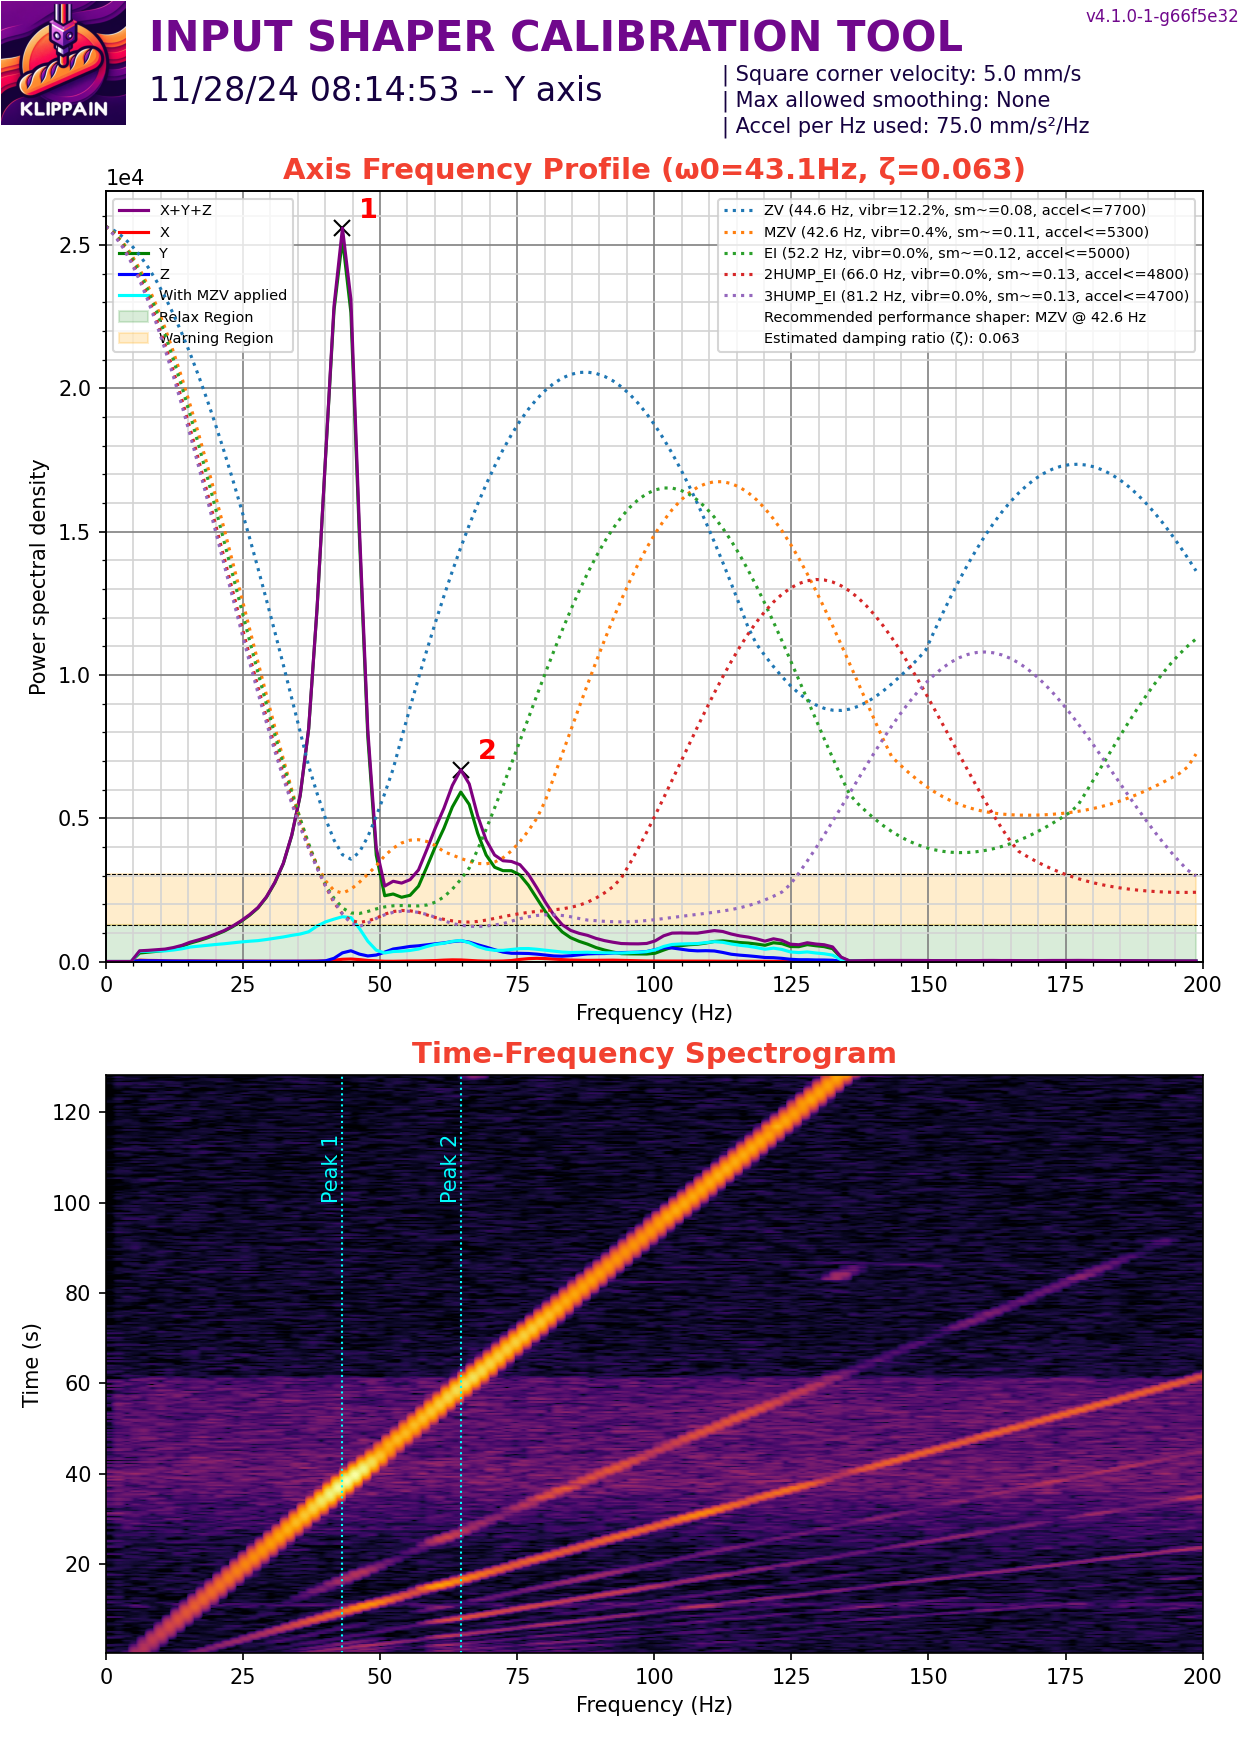 v4.1.0-1-g66f5e32
INPUT SHAPER CALIBRATION TOOL
11/28/24 08:14:53 -- Y axis
| Square corner velocity: 5.0 mm/s
| Max allowed smoothing: None
| Accel per Hz used: 75.0 mm/s²/Hz
KLIPPAIN
Axis Frequency Profile (ω0=43.1Hz, ζ=0.063)
1e4
X+Y+Z
X
Y
Z
With MZV applied
Relax Region
Warning Region
1
2
ZV (44.6 Hz, vibr=12.2%, sm~=0.08, accel<=7700)
MZV (42.6 Hz, vibr=0.4%, sm~=0.11, accel<=5300)
EI (52.2 Hz, vibr=0.0%, sm~=0.12, accel<=5000)
2HUMP_EI (66.0 Hz, vibr=0.0%, sm~=0.13, accel<=4800)
3HUMP_EI (81.2 Hz, vibr=0.0%, sm~=0.13, accel<=4700)
Recommended performance shaper: MZV @ 42.6 Hz
Estimated damping ratio (ζ): 0.063
Power spectral density
2.5
2.0
1.5
1.0
0.5
0.0
0 25 50 75 100 125 150 175 200
Frequency (Hz)
Time-Frequency Spectrogram
Time (s)
120
100
80
60
40
20
Peak 1
Peak 2
0 25 50 75 100 125 150 175 200
Frequency (Hz)